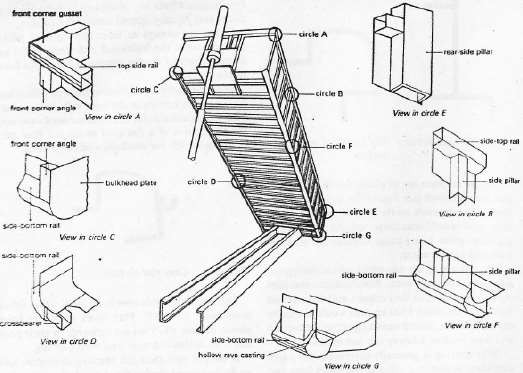 front corner gusset
top-side rail
front corner angle
View in circle A
circle A
circle C
circle B
circle F
circle D
circle E
circle G
rear-side pillar
View in circle E
front corner angle
bulkhead plate
side-bottom rail
View in circle C
side-top rail
side pillar
View in circle B
side-bottom rail
crossbearer
View in circle D
side-bottom rail
side pillar
View in circle F
side-bottom rail
hollow rave casting
View in circle G